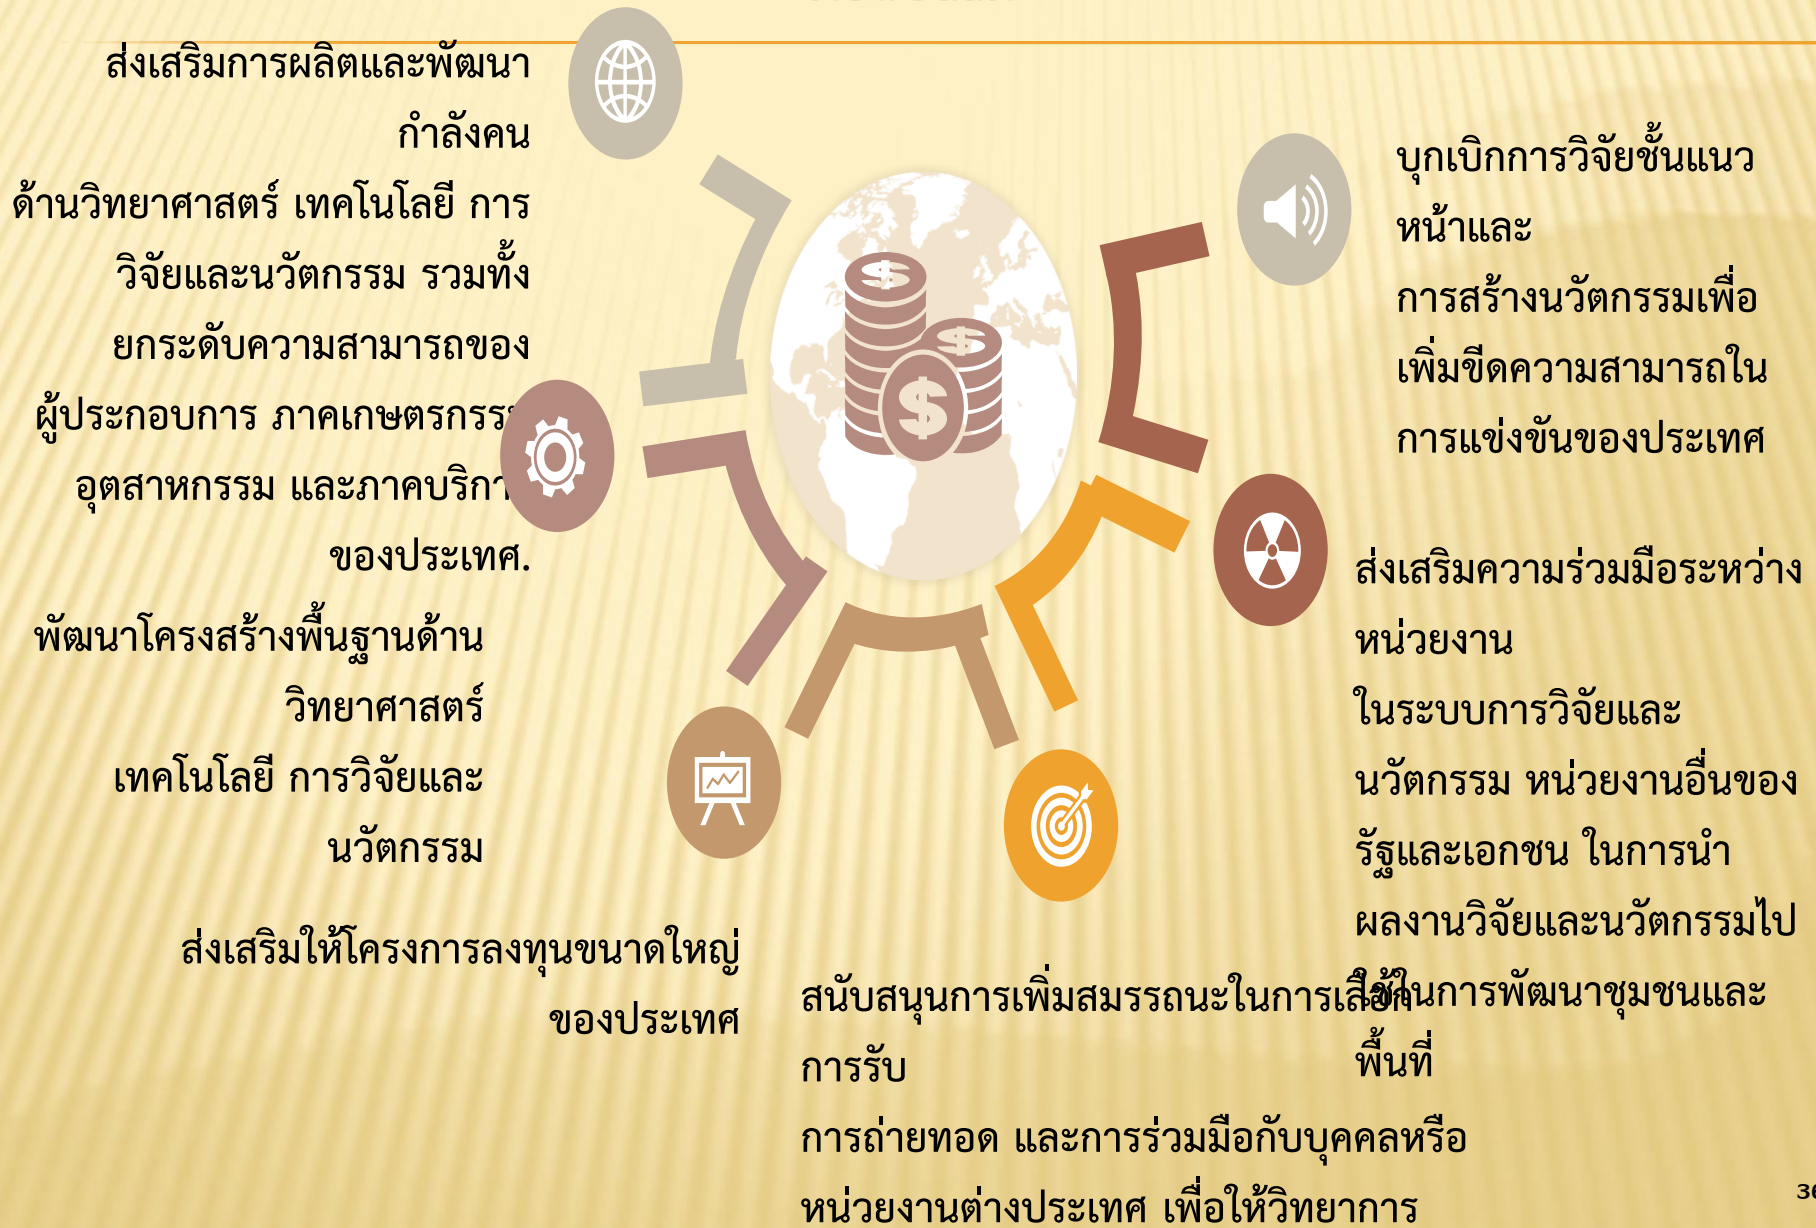 ส่งเสริมการผลิตและพัฒนา
กำลังคน
ด้านวิทยาศาสตร์ เทคโนโลยี การ
วิจัยและนวัตกรรม รวมทั้ง
ยกระดับความสามารถของ
ผู้ประกอบการ ภาคเกษตรกรรม
อุตสาหกรรม และภาคบริการ
ของประเทศ.
พัฒนาโครงสร้างพื้นฐานด้าน
วิทยาศาสตร์
เทคโนโลยี การวิจัยและ
นวัตกรรม
ส่งเสริมให้โครงการลงทุนขนาดใหญ่
ของประเทศ
สนับสนุนการเพิ่มสมรรถนะในการเลือก
การรับ
การถ่ายทอด และการร่วมมือกับบุคคลหรือ
หน่วยงานต่างประเทศ เพื่อให้วิทยาการ
บุกเบิกการวิจัยชั้นแนว
หน้าและ
การสร้างนวัตกรรมเพื่อ
เพิ่มขีดความสามารถใน
การแข่งขันของประเทศ
ส่งเสริมความร่วมมือระหว่าง
หน่วยงาน
ในระบบการวิจัยและ
นวัตกรรม หน่วยงานอื่นของ
รัฐและเอกชน ในการนำ
ผลงานวิจัยและนวัตกรรมไป
ใช้ในการพัฒนาชุมชนและ
พื้นที่